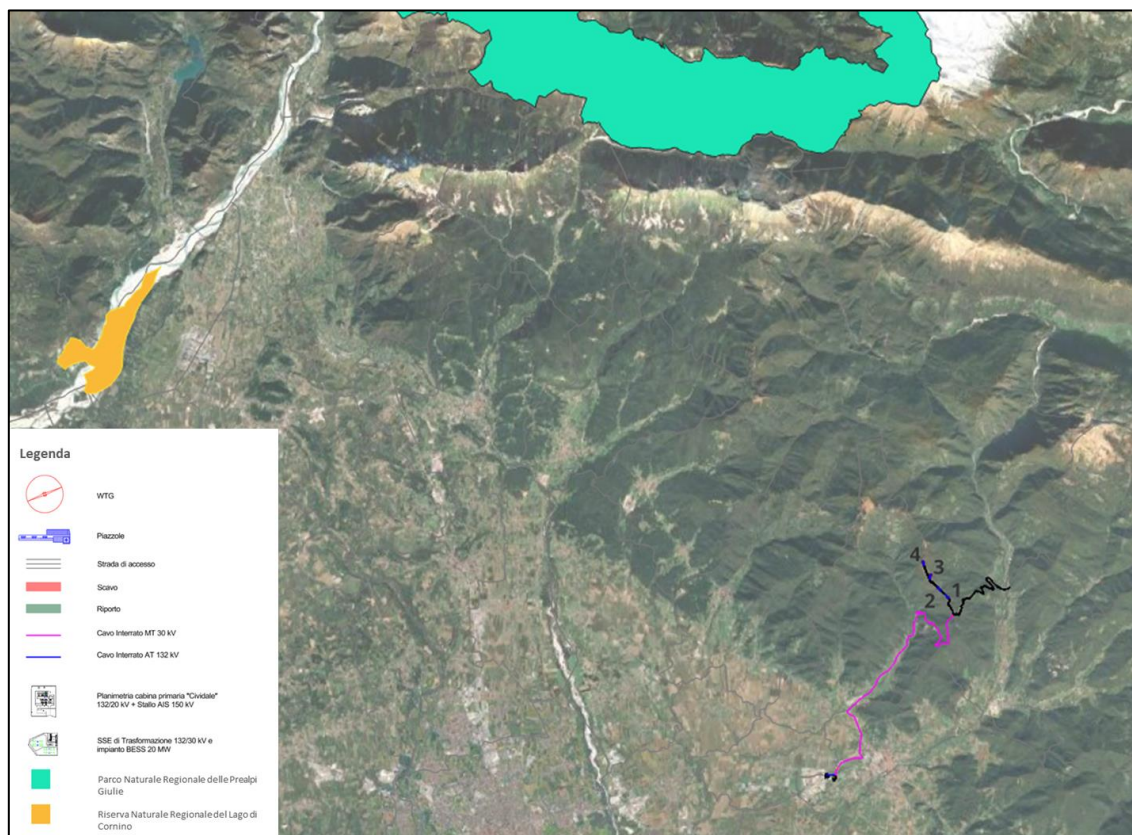 4
3
1
2
Legenda
WTG
Piazzole
Strada di accesso
Scavo
Riporto
Cavo Interrato MT 30 kV
Cavo Interrato AT 132 kV
Planimetria cabina primaria "Cividale"
132/20 kV + Stallo AIS 150 kV
SSE di Trasformazione 132/30 kV e
impianto BESS 20 MW
Parco Naturale Regionale delle Prealpi
Giulie
Riserva Naturale Regionale del Lago di
Cornino